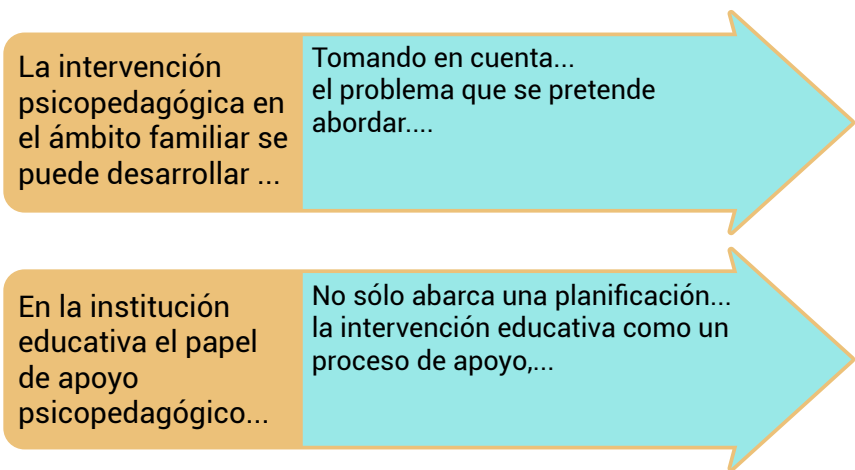 La intervención
psicopedagógica en
el ámbito familiar se
puede desarrollar ...
Tomando en cuenta...
el problema que se pretende
abordar....
En la institución
educativa el papel
de apoyo
psicopedagógico...
No sólo abarca una planificación...
la intervención educativa como un
proceso de apoyo,...